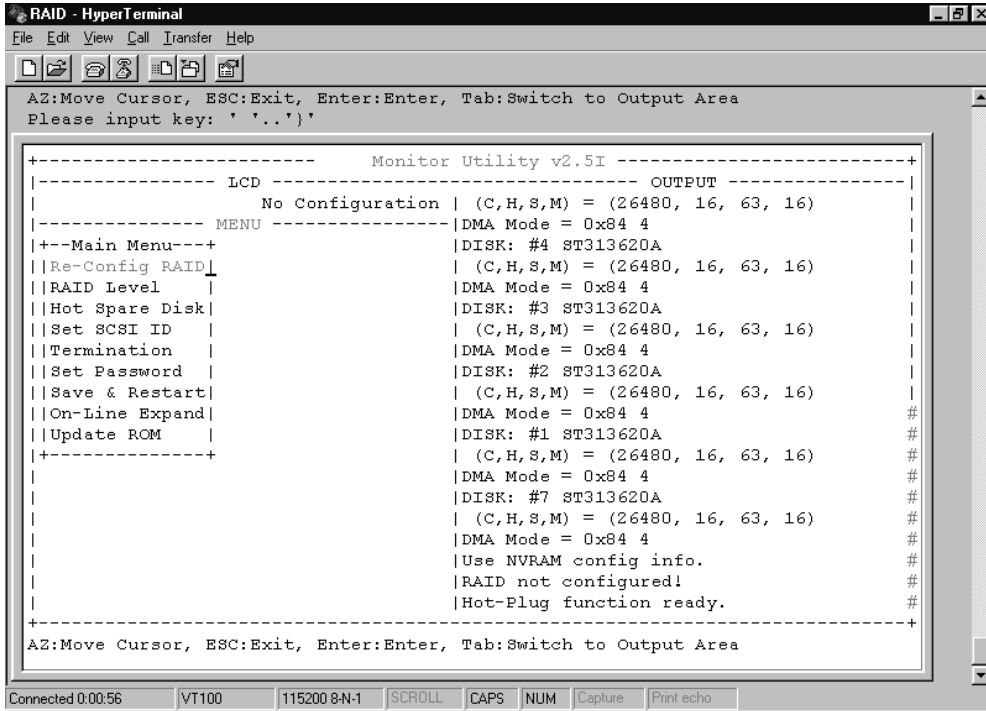 RAID - HyperTerminal
File Edit View Call Transfer Help
AZ:Move Cursor, ESC:Exit, Enter:Enter, Tab:Switch to Output Area
Please input key: ' '..'}'
+------------------------- Monitor Utility v2.5I --------------------------+
|---------------- LCD --------------------------------- OUTPUT ----------------|
| No Configuration | (C,H,S,M) = (26480, 16, 63, 16) |
|--------------- MENU ----------------|DMA Mode = 0x84 4 |
|+--Main Menu---+ |DISK: #4 ST313620A |
||Re-Config RAID| | (C,H,S,M) = (26480, 16, 63, 16) |
||RAID Level | |DMA Mode = 0x84 4 |
||Hot Spare Disk| |DISK: #3 ST313620A |
||Set SCSI ID | | (C,H,S,M) = (26480, 16, 63, 16) |
||Termination | |DMA Mode = 0x84 4 |
||Set Password | |DISK: #2 ST313620A |
||Save & Restart| | (C,H,S,M) = (26480, 16, 63, 16) |
||On-Line Expand| |DMA Mode = 0x84 4 #
||Update ROM | |DISK: #1 ST313620A #
|+--------------+ | (C,H,S,M) = (26480, 16, 63, 16) #
| |DMA Mode = 0x84 4 #
| |DISK: #7 ST313620A #
| | (C,H,S,M) = (26480, 16, 63, 16) #
| |DMA Mode = 0x84 4 #
| |Use NVRAM config info. #
| |RAID not configured! #
| |Hot-Plug function ready. #
+------------------------------------------------------------------------------+
AZ:Move Cursor, ESC:Exit, Enter:Enter, Tab:Switch to Output Area
Connected 0:00:56 VT100 115200 8-N-1 SCROLL CAPS NUM Capture Print echo